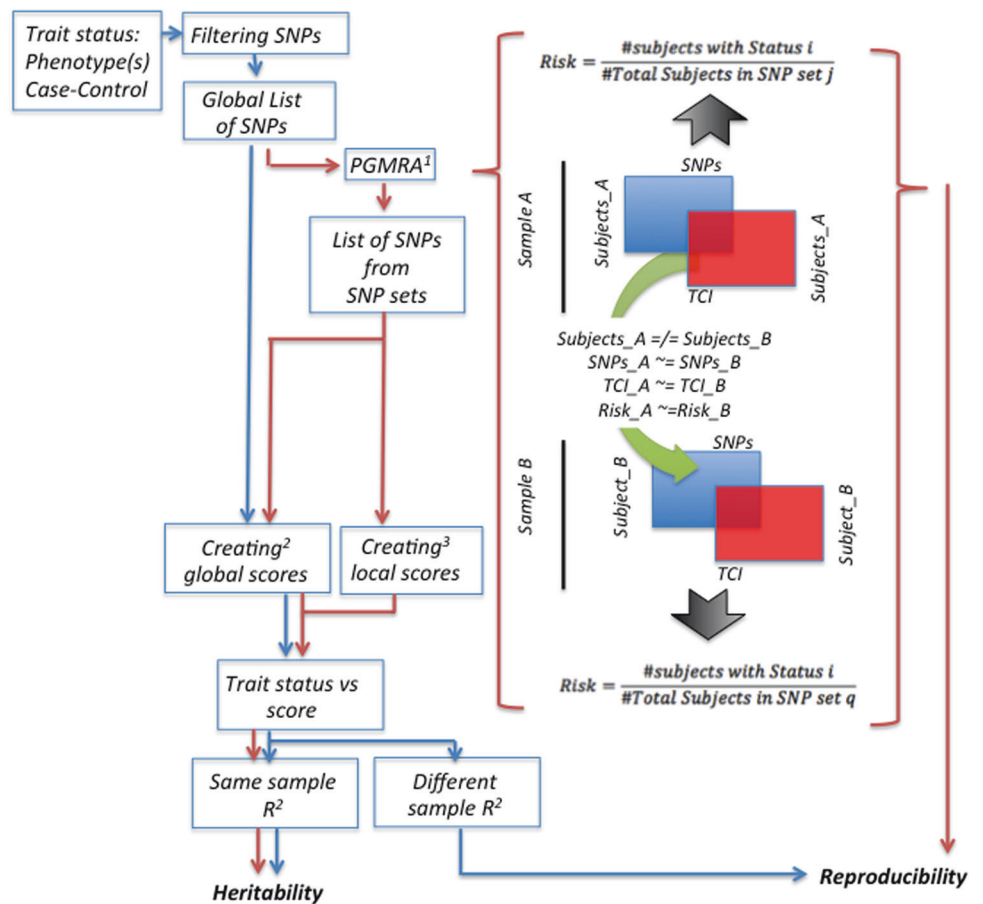 Trait status:
Phenotype(s)
Case-Control
Filtering SNPs
Global List
of SNPs
PGMRA1
List of SNPs
from
SNP sets
Creating2
global scores
Creating3
local scores
Trait status vs
score
Same sample
R2
Different
sample R2
Heritability
Risk = #subjects with Status i / #Total Subjects in SNP set j
Sample A
Subjects_A
SNPs
Subjects_A
TCI
Subjects_A =/= Subjects_B
SNPs_A ~= SNPs_B
TCI_A ~= TCI_B
Risk_A ~=Risk_B
Sample B
Subject_B
SNPs
Subject_B
TCI
Risk = #subjects with Status i / #Total Subjects in SNP set q
Reproducibility